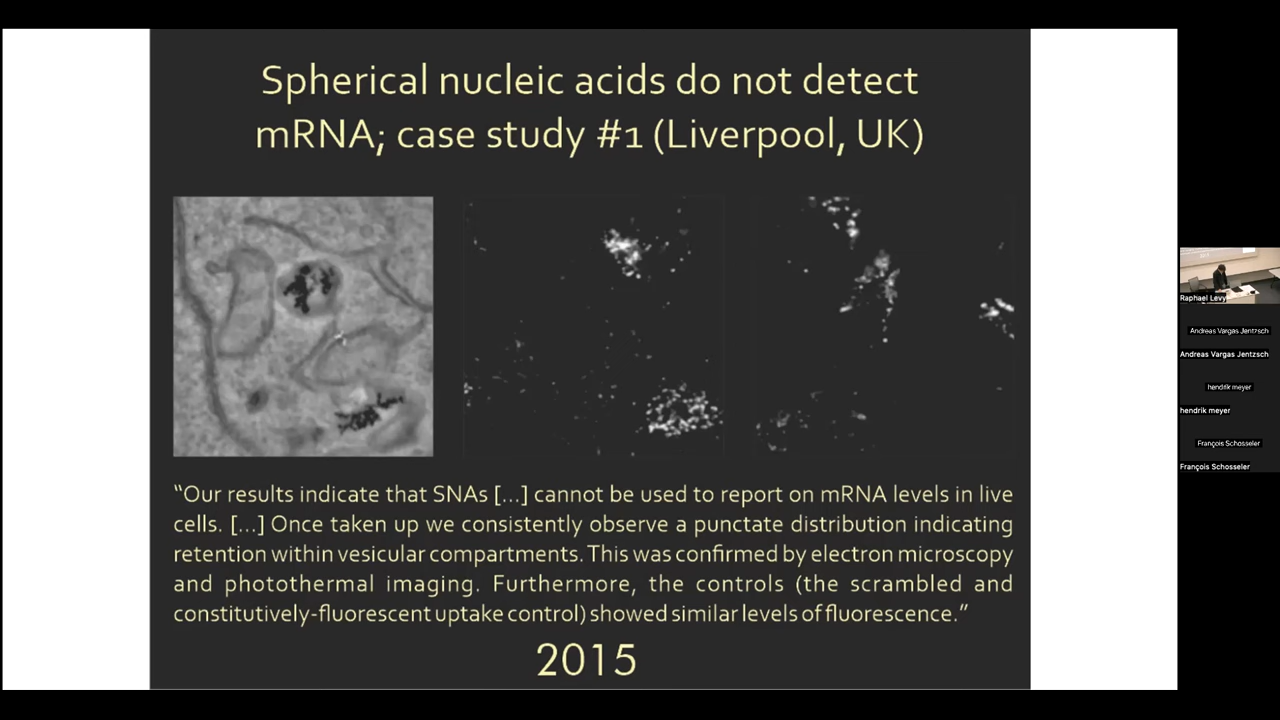 Spherical nucleic acids do not detect
mRNA; case study #1 (Liverpool, UK)
“Our results indicate that SNAs [...] cannot be used to report on mRNA levels in live
cells. [...] Once taken up we consistently observe a punctate distribution indicating
retention within vesicular compartments. This was confirmed by electron microscopy
and photothermal imaging. Furthermore, the controls (the scrambled and
constitutively-fluorescent uptake control) showed similar levels of fluorescence.”
2015
Raphael Levy
Andreas Vargas Jentzsch
Andreas Vargas Jentzsch
hendrik meyer
hendrik meyer
François Schosseler
François Schosseler